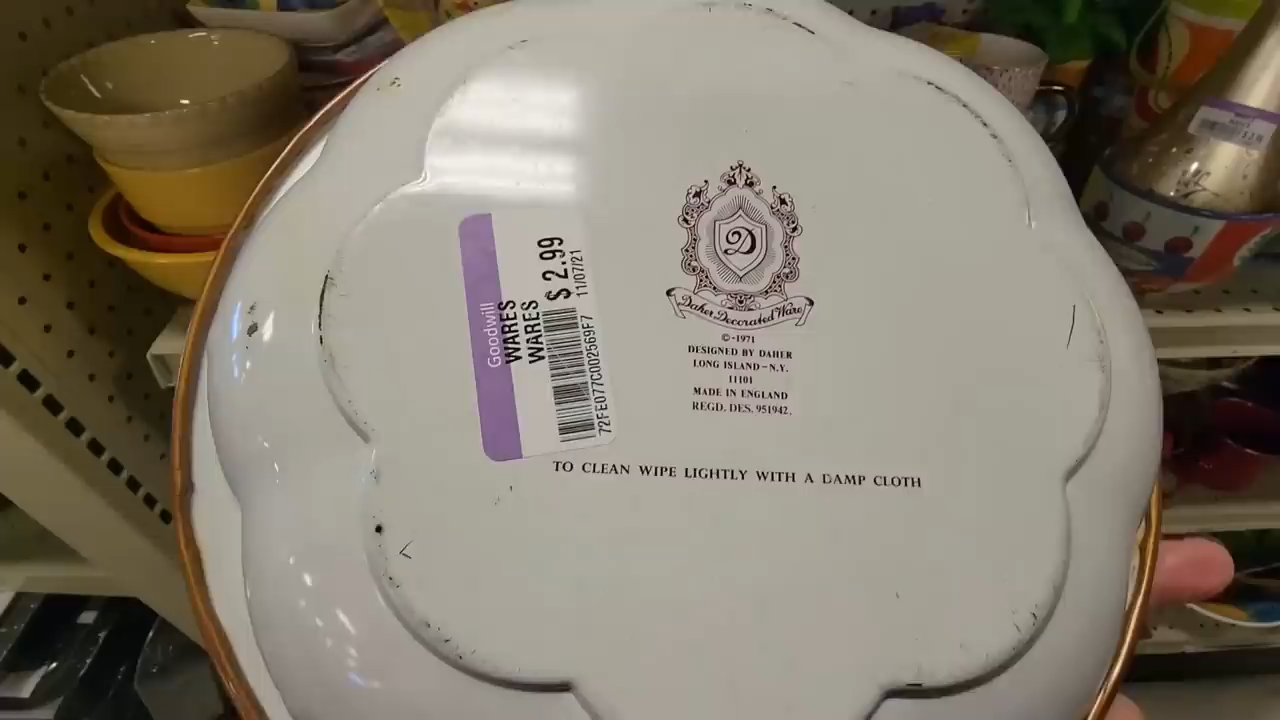 Goodwill
WARES
WARES
$ 2.99
11/07/21
72FE077C002569F7
D
Daher Decorated Ware
©-1971
DESIGNED BY DAHER
LONG ISLAND-N.Y.
11101
MADE IN ENGLAND
REGD. DES. 951942.
TO CLEAN WIPE LIGHTLY WITH A DAMP CLOTH